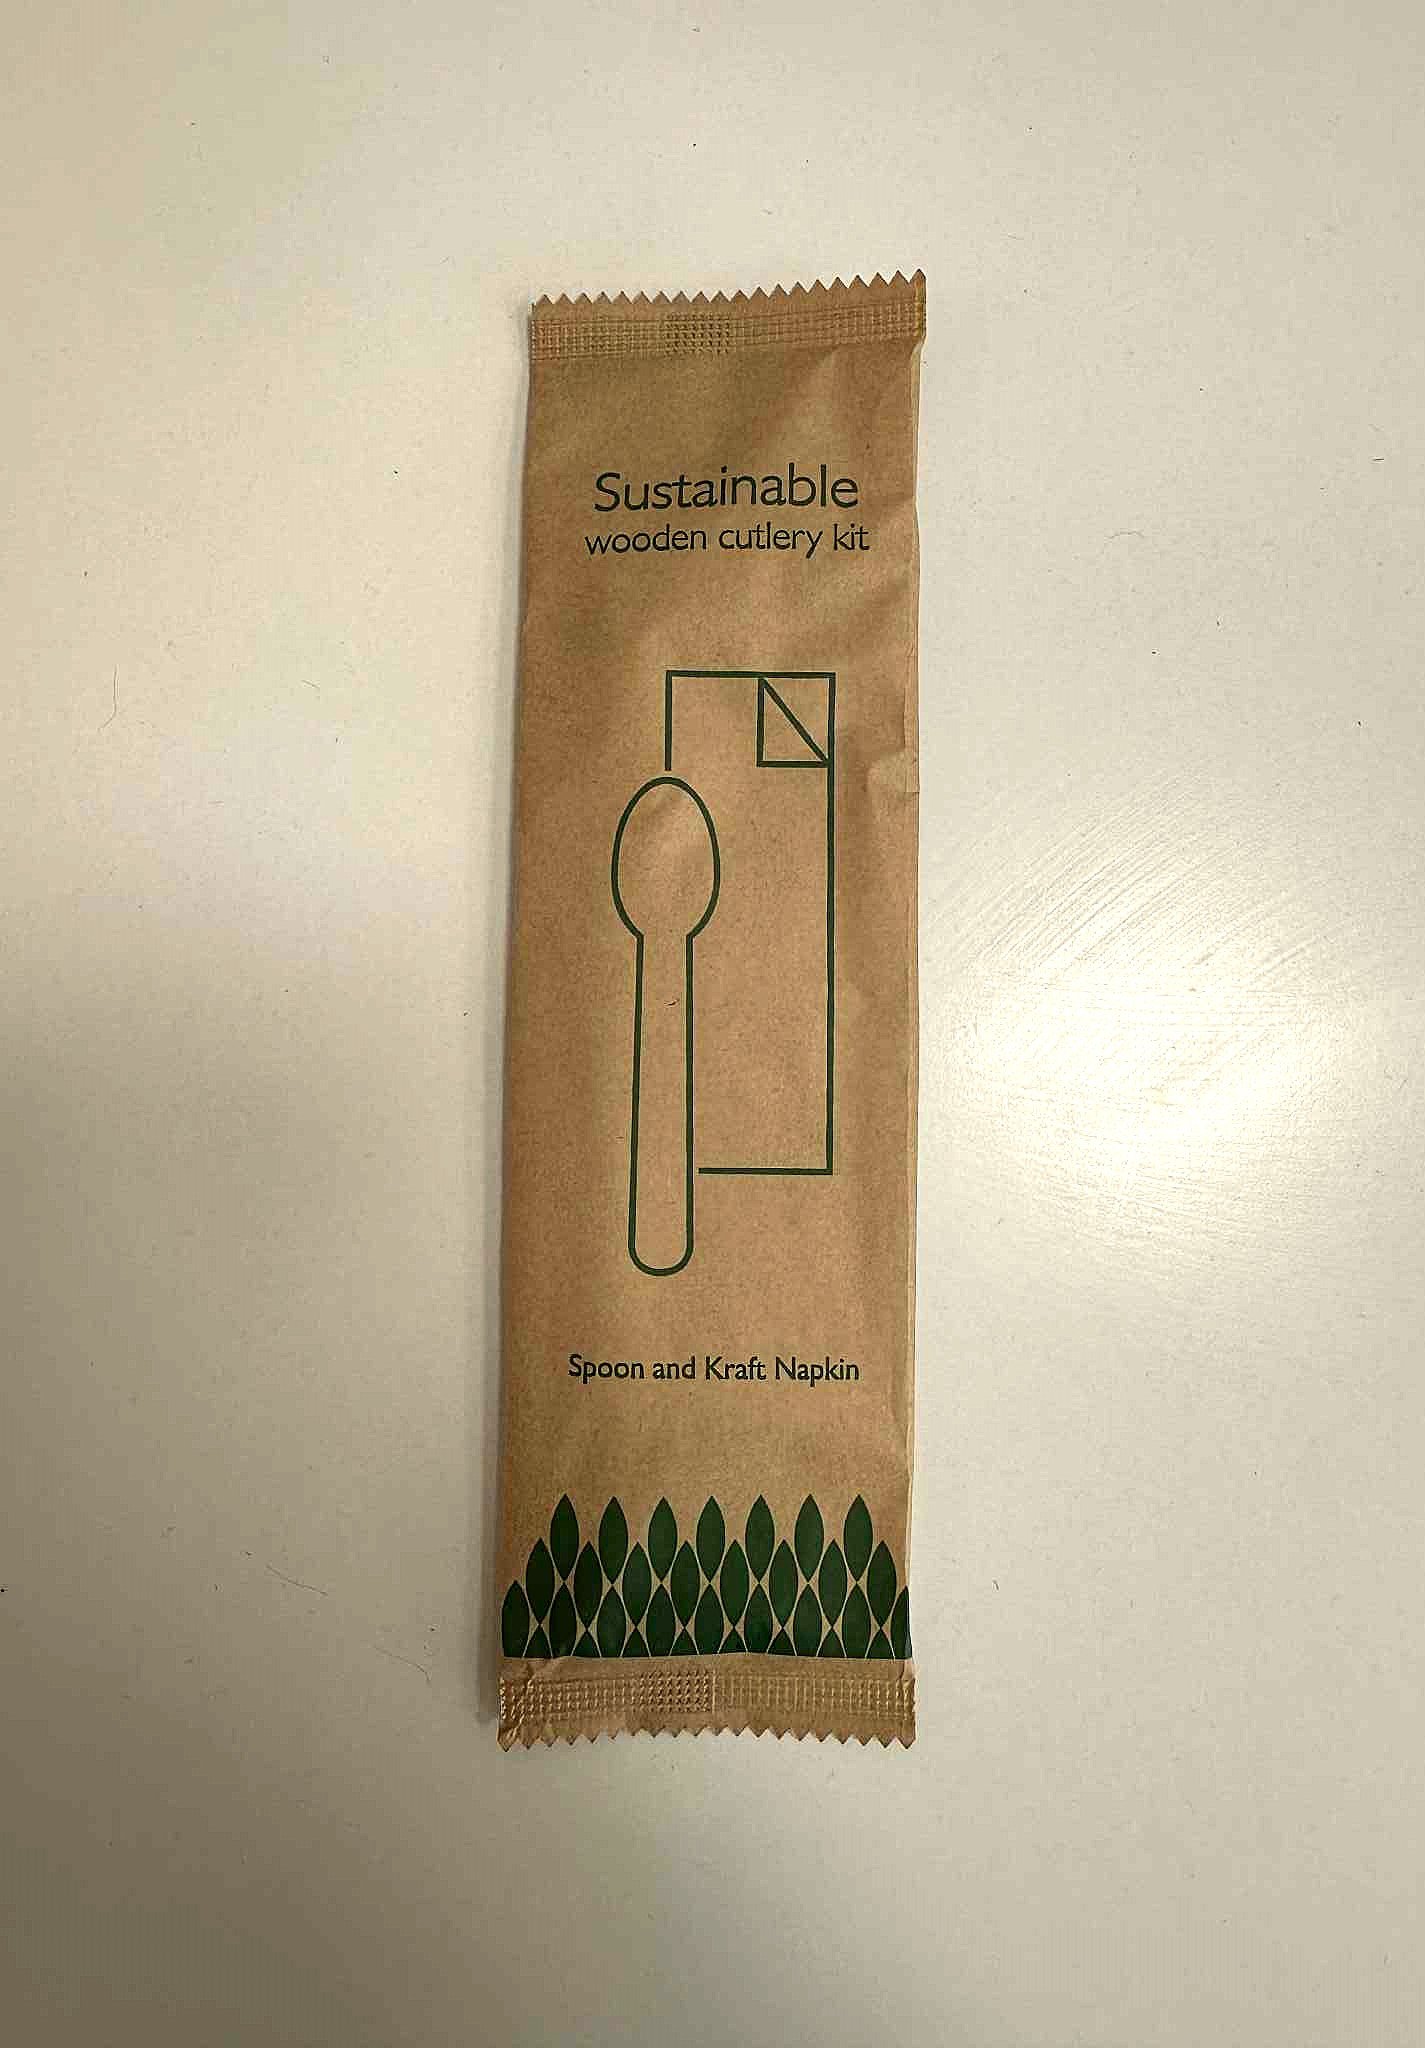 Sustainable
wooden cutlery kit
Spoon and Kraft Napkin